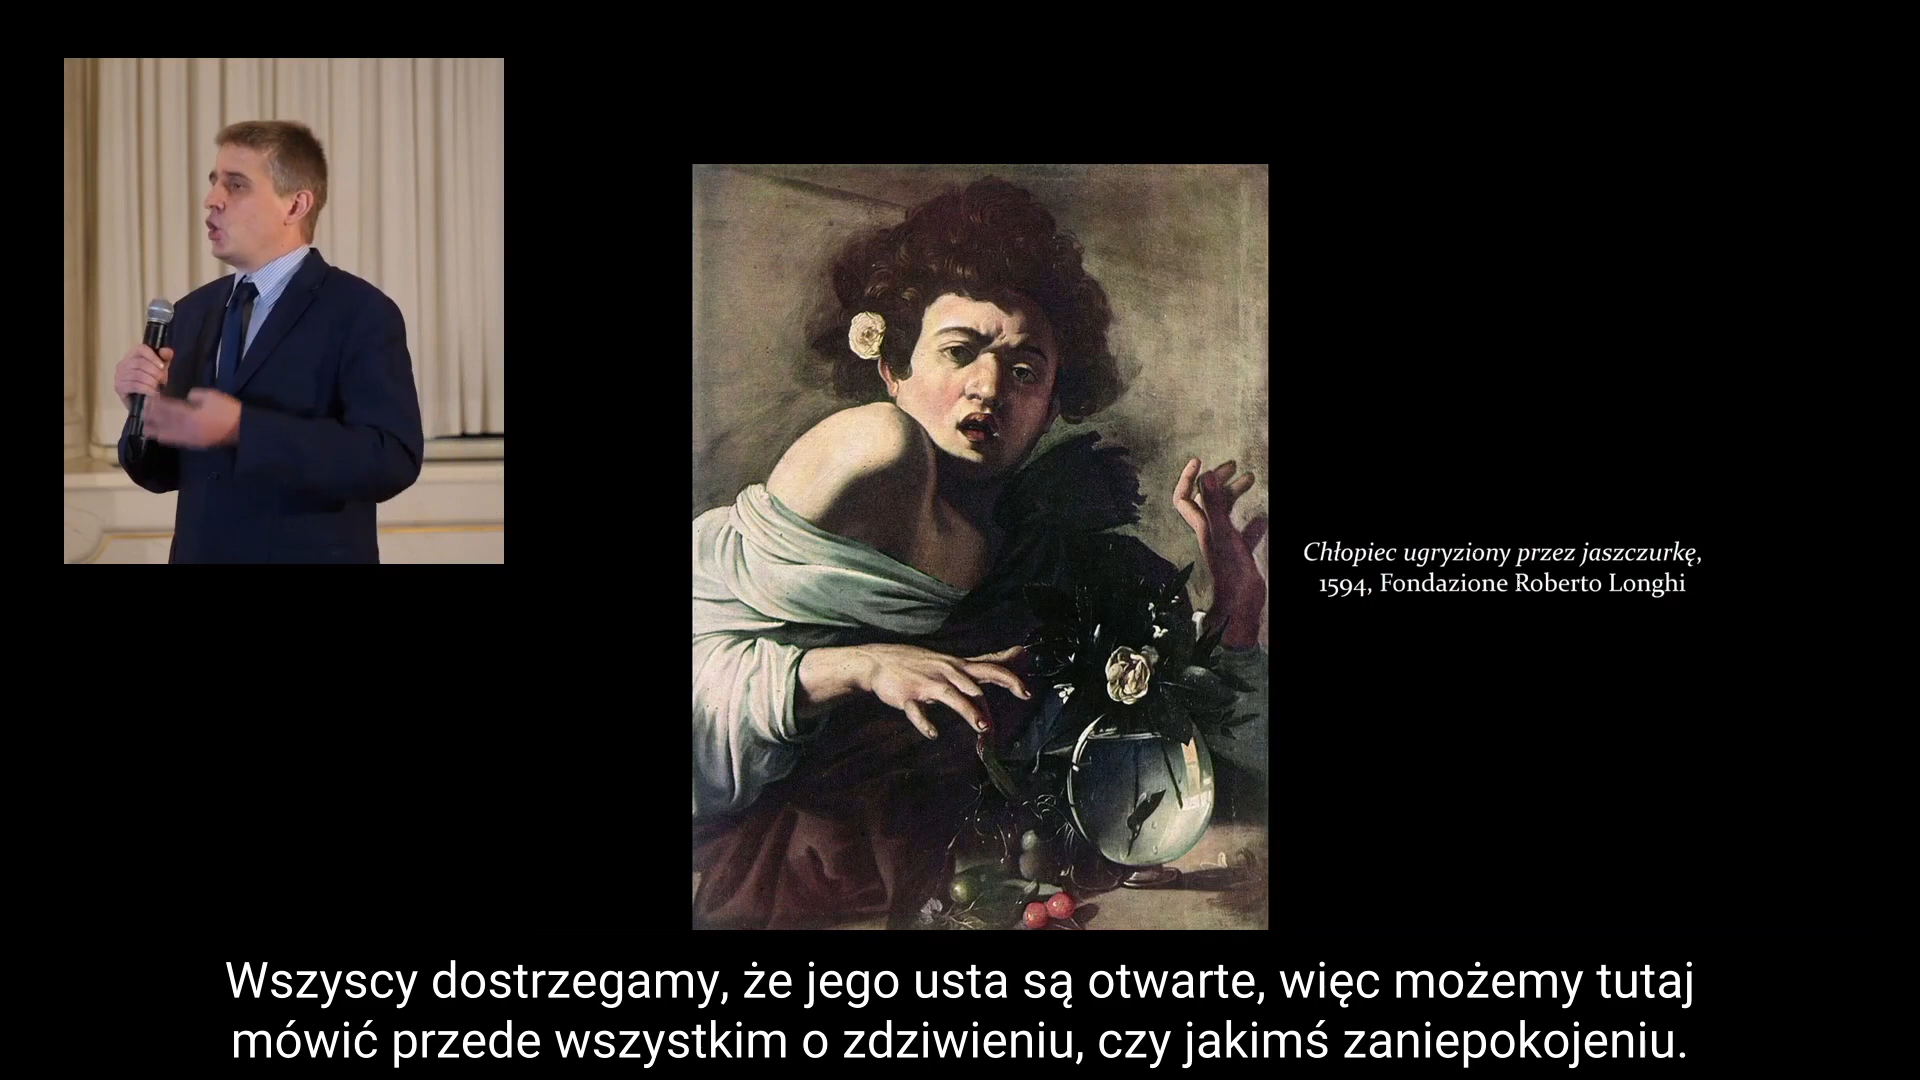 Chłopiec ugryziony przez jaszczurkę,
1594, Fondazione Roberto Longhi
Wszyscy dostrzegamy, że jego usta są otwarte, więc możemy tutaj
mówić przede wszystkim o zdziwieniu, czy jakimś zaniepokojeniu.